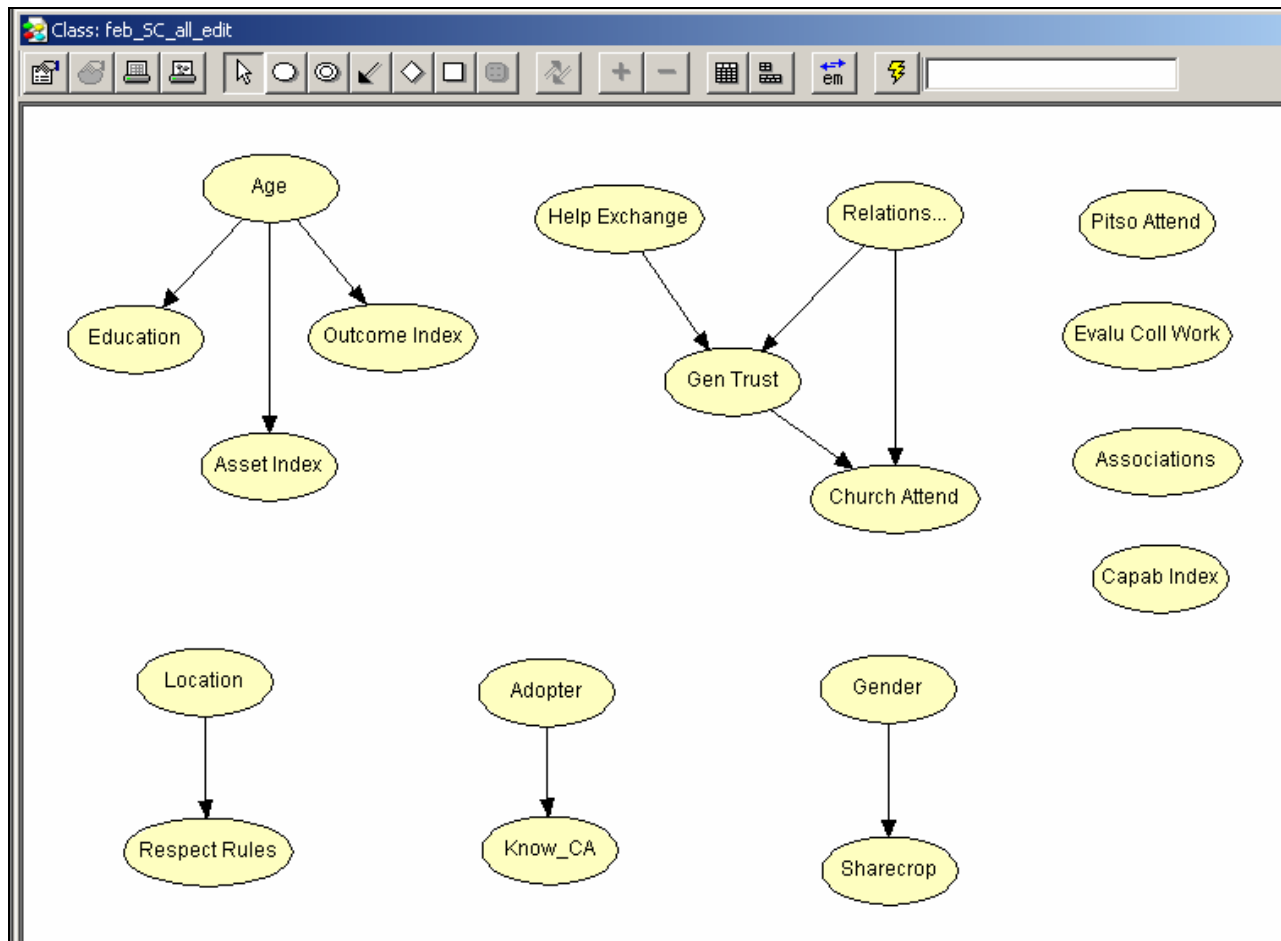 Class: feb_SC_all_edit
em
Age
Help Exchange
Relations...
Pitso Attend
Education
Outcome Index
Evalu Coll Work
Gen Trust
Asset Index
Associations
Church Attend
Capab Index
Location
Adopter
Gender
Respect Rules
Know_CA
Sharecrop